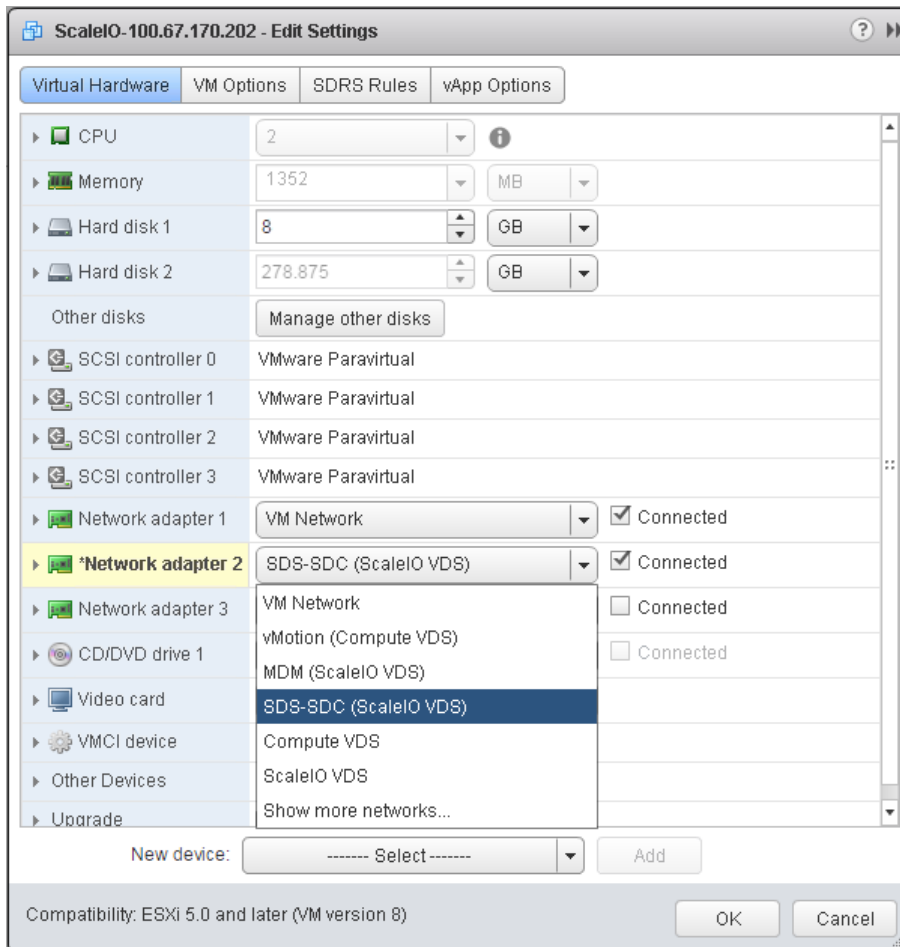 ScaleIO-100.67.170.202 - Edit Settings
Virtual Hardware VM Options SDRS Rules vApp Options
CPU 2
Memory 1352 MB
Hard disk 1 8 GB
Hard disk 2 278.875 GB
Other disks Manage other disks
SCSI controller 0 VMware Paravirtual
SCSI controller 1 VMware Paravirtual
SCSI controller 2 VMware Paravirtual
SCSI controller 3 VMware Paravirtual
Network adapter 1 VM Network Connected
*Network adapter 2 SDS-SDC (ScaleIO VDS) Connected
Network adapter 3 Connected
CD/DVD drive 1 Connected
Video card
VMCI device
Other Devices
Upgrade
VM Network
vMotion (Compute VDS)
MDM (ScaleIO VDS)
SDS-SDC (ScaleIO VDS)
Compute VDS
ScaleIO VDS
Show more networks...
New device: ------- Select ------- Add
Compatibility: ESXi 5.0 and later (VM version 8) OK Cancel